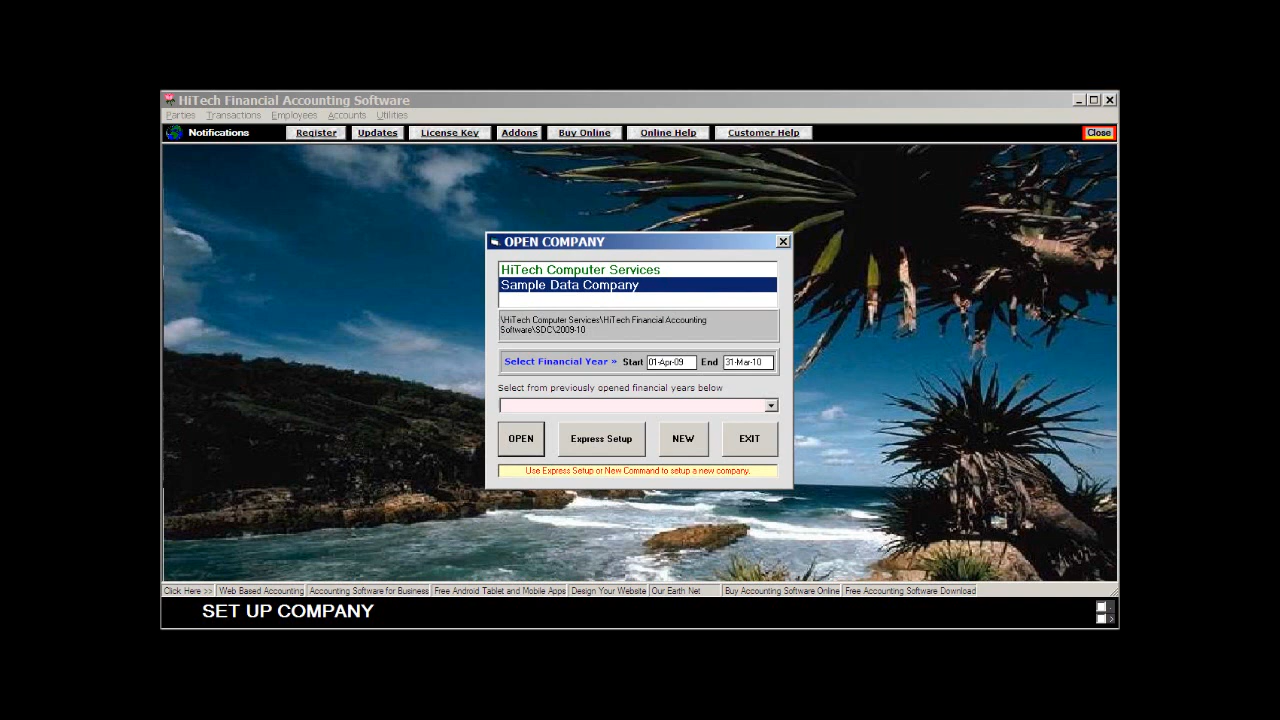 HiTech Financial Accounting Software
Parties Transactions Employees Accounts Utilities
Notifications Register Updates License Key Addons Buy Online Online Help Customer Help Close
OPEN COMPANY
HiTech Computer Services
Sample Data Company
\HiTech Computer Services\HiTech Financial Accounting
Software\SDC\2009-10
Select Financial Year » Start 01-Apr-09 End 31-Mar-10
Select from previously opened financial years below
OPEN Express Setup NEW EXIT
Use Express Setup or New Command to setup a new company.
Click Here >> Web Based Accounting Accounting Software for Business Free Android Tablet and Mobile Apps Design Your Website Our Earth Net Buy Accounting Software Online Free Accounting Software Download
SET UP COMPANY